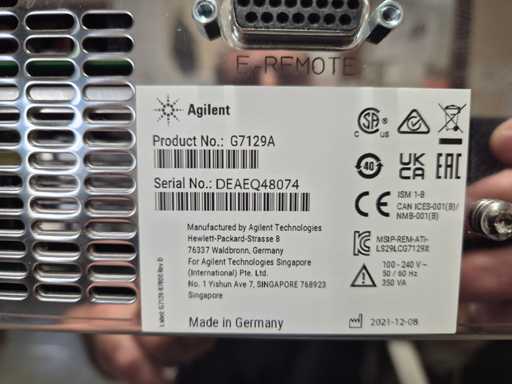 E-REMOTE
Agilent
Product No.: G7129A
Serial No.: DEAEQ48074
Manufactured by Agilent Technologies
Hewlett-Packard-Strasse 8
76337 Waldbronn, Germany
For Agilent Technologies Singapore
(International) Pte. Ltd.
No. 1 Yishun Ave 7, SINGAPORE 768923
Singapore
Made in Germany
C SA US
40
UK
CA
EAC
CE
ISM 1-B
CAN ICES-001(B)/
NMB-001(B)
MSIP-REM-ATI-
LS29LCG7129X
100 - 240 V~
50 / 60 Hz
350 VA
2021-12-08